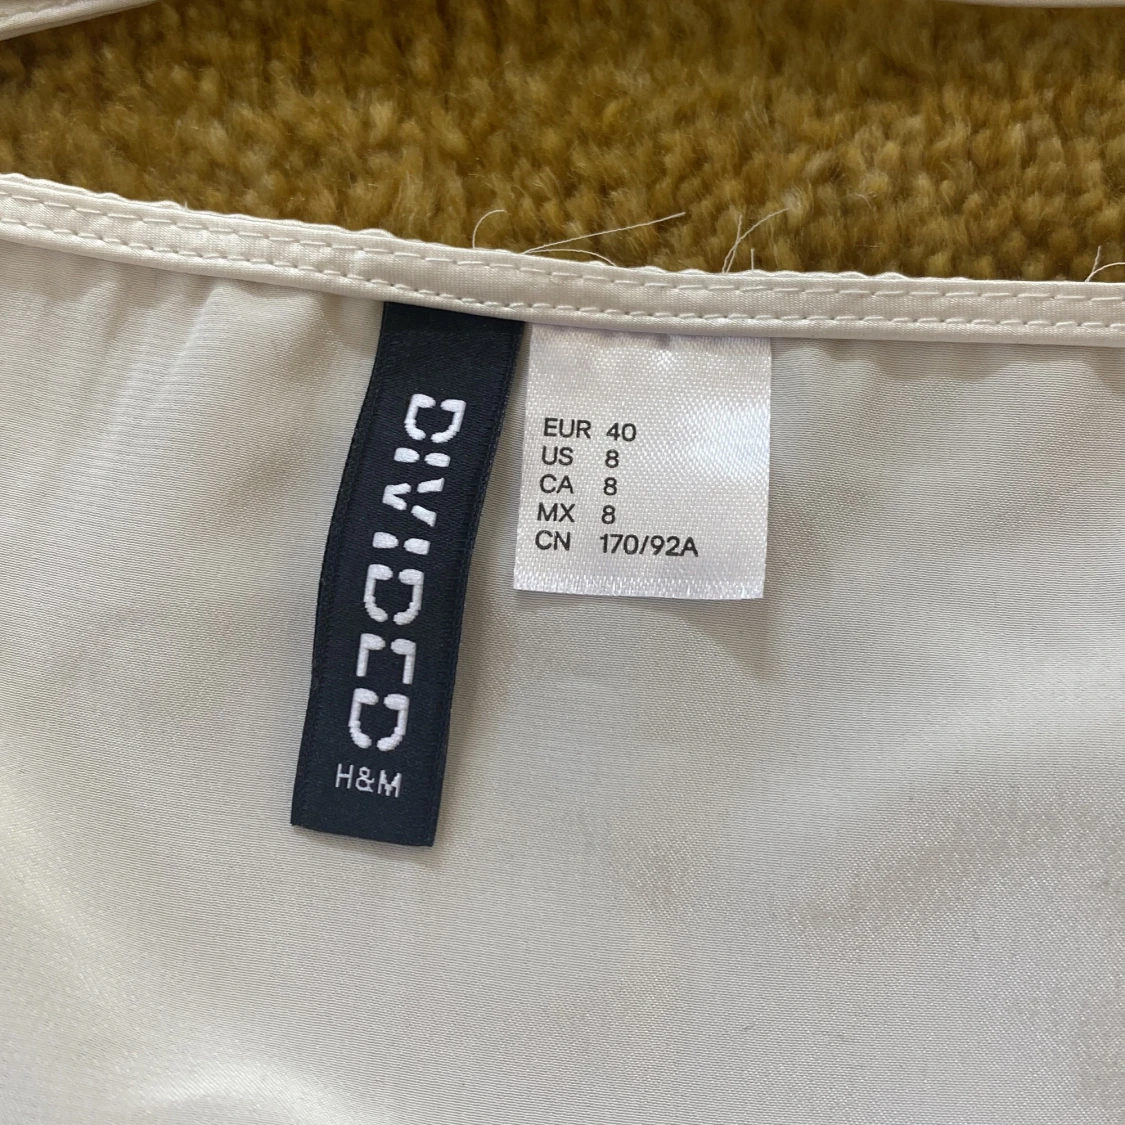 DIVIDED
H&M
EUR 40
US 8
CA 8
MX 8
CN 170/92A